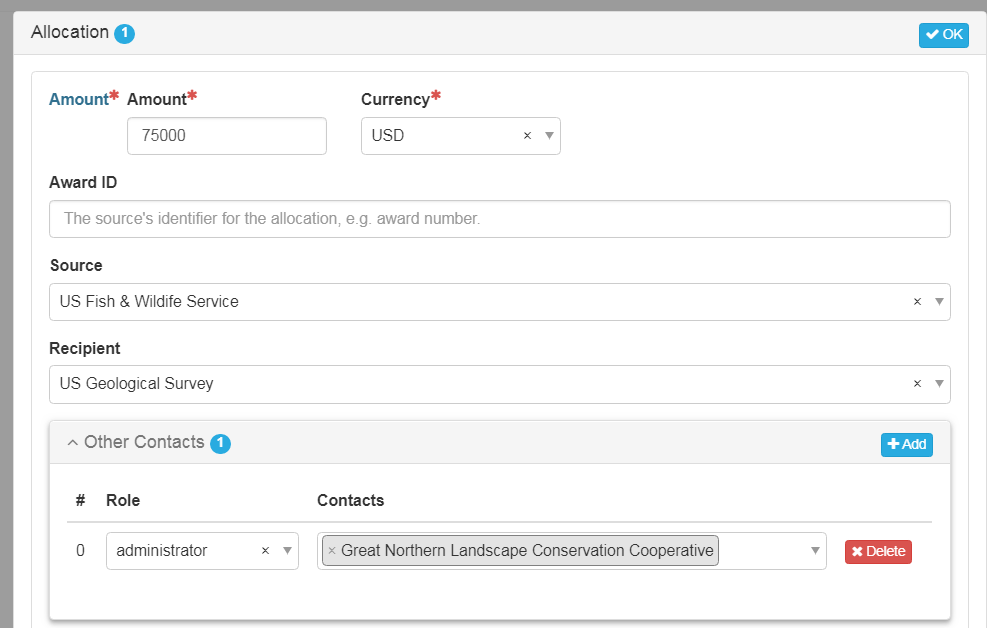 Allocation 1
OK
Amount* Amount* Currency*
75000 USD ×
Award ID
The source's identifier for the allocation, e.g. award number.
Source
US Fish & Wildife Service ×
Recipient
US Geological Survey ×
Other Contacts 1
Add
# Role Contacts
0 administrator × × Great Northern Landscape Conservation Cooperative Delete